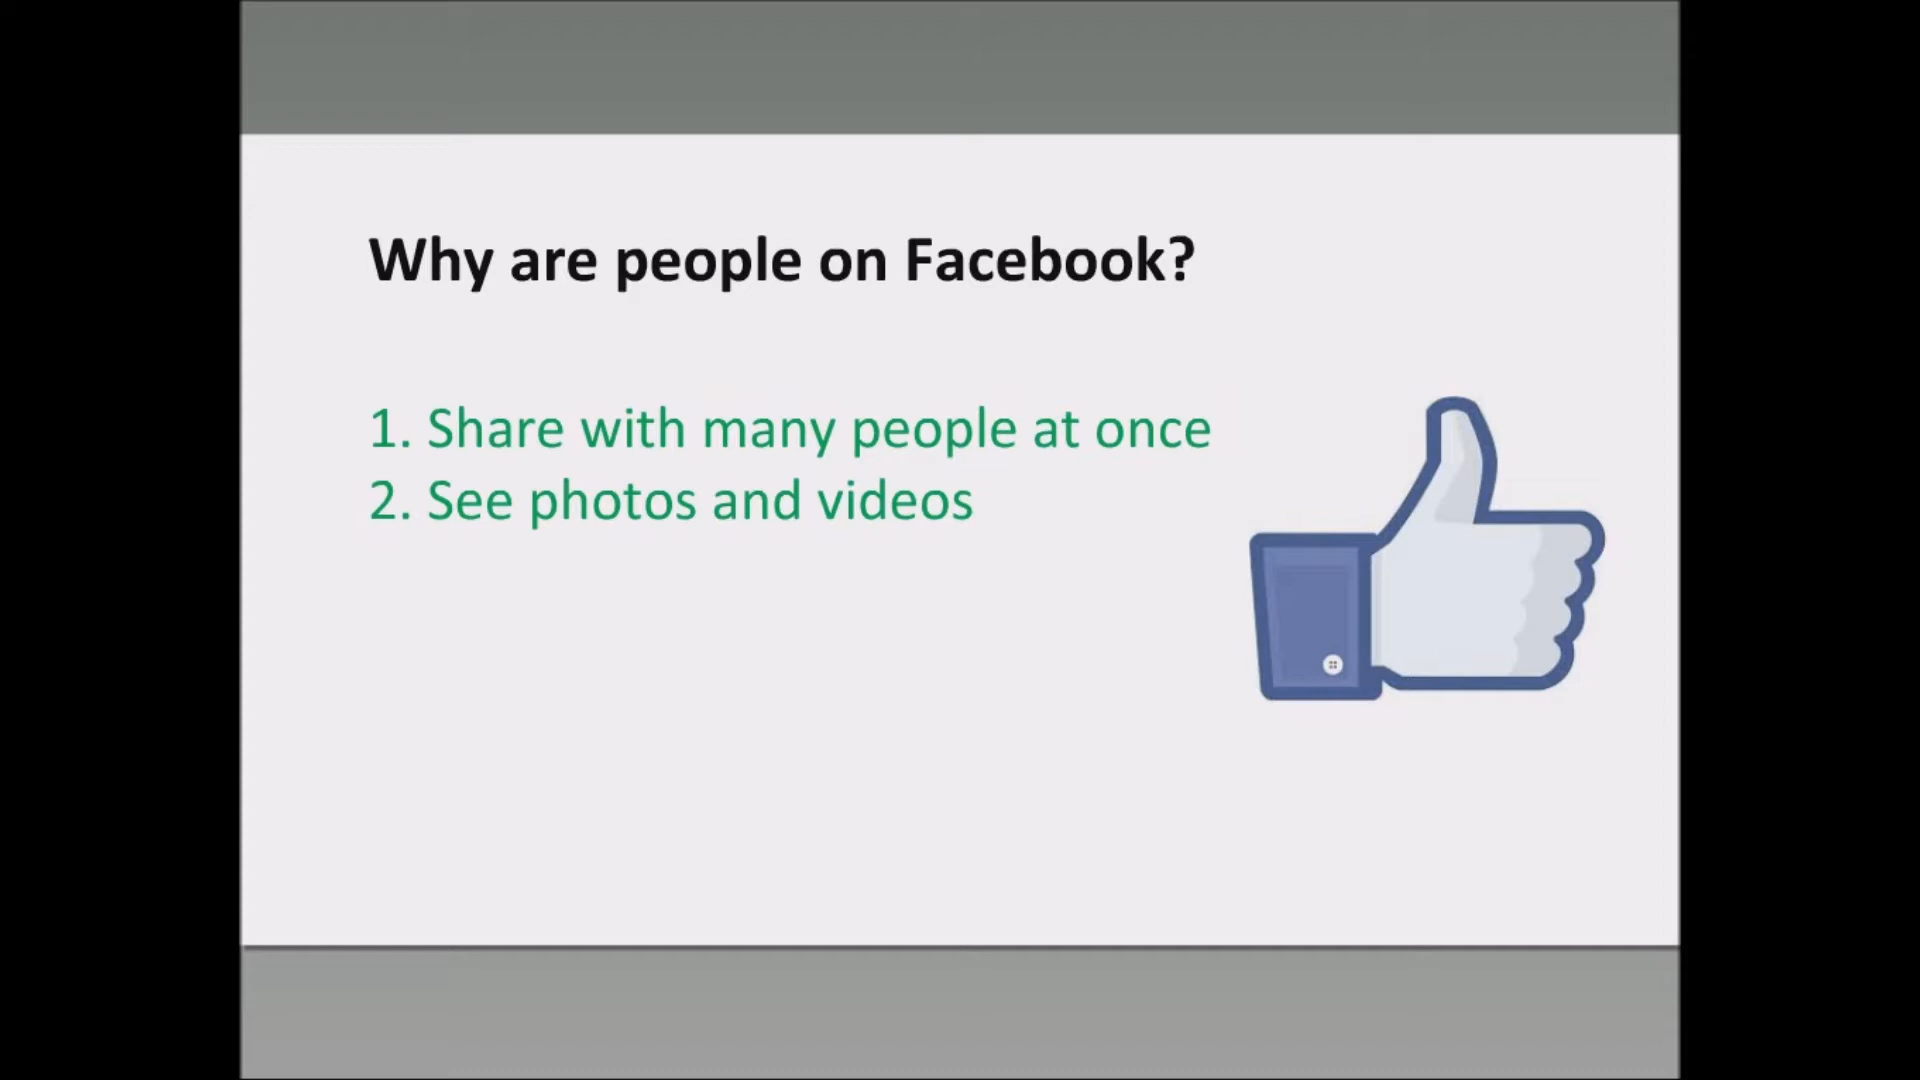 Why are people on Facebook?
1. Share with many people at once
2. See photos and videos